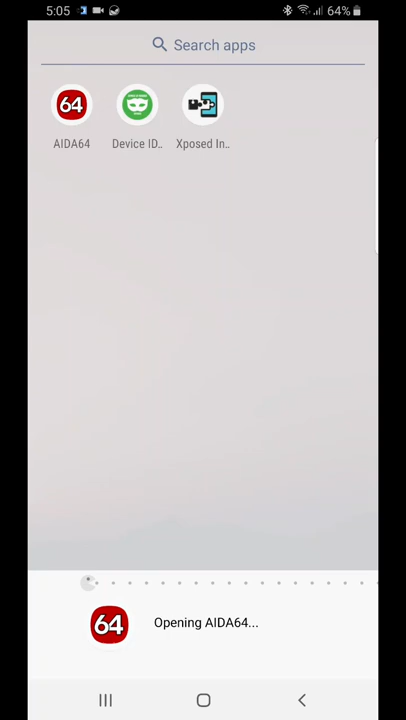 5:05 64%
Search apps
64
AIDA64 Device ID.. Xposed In..
64 Opening AIDA64...